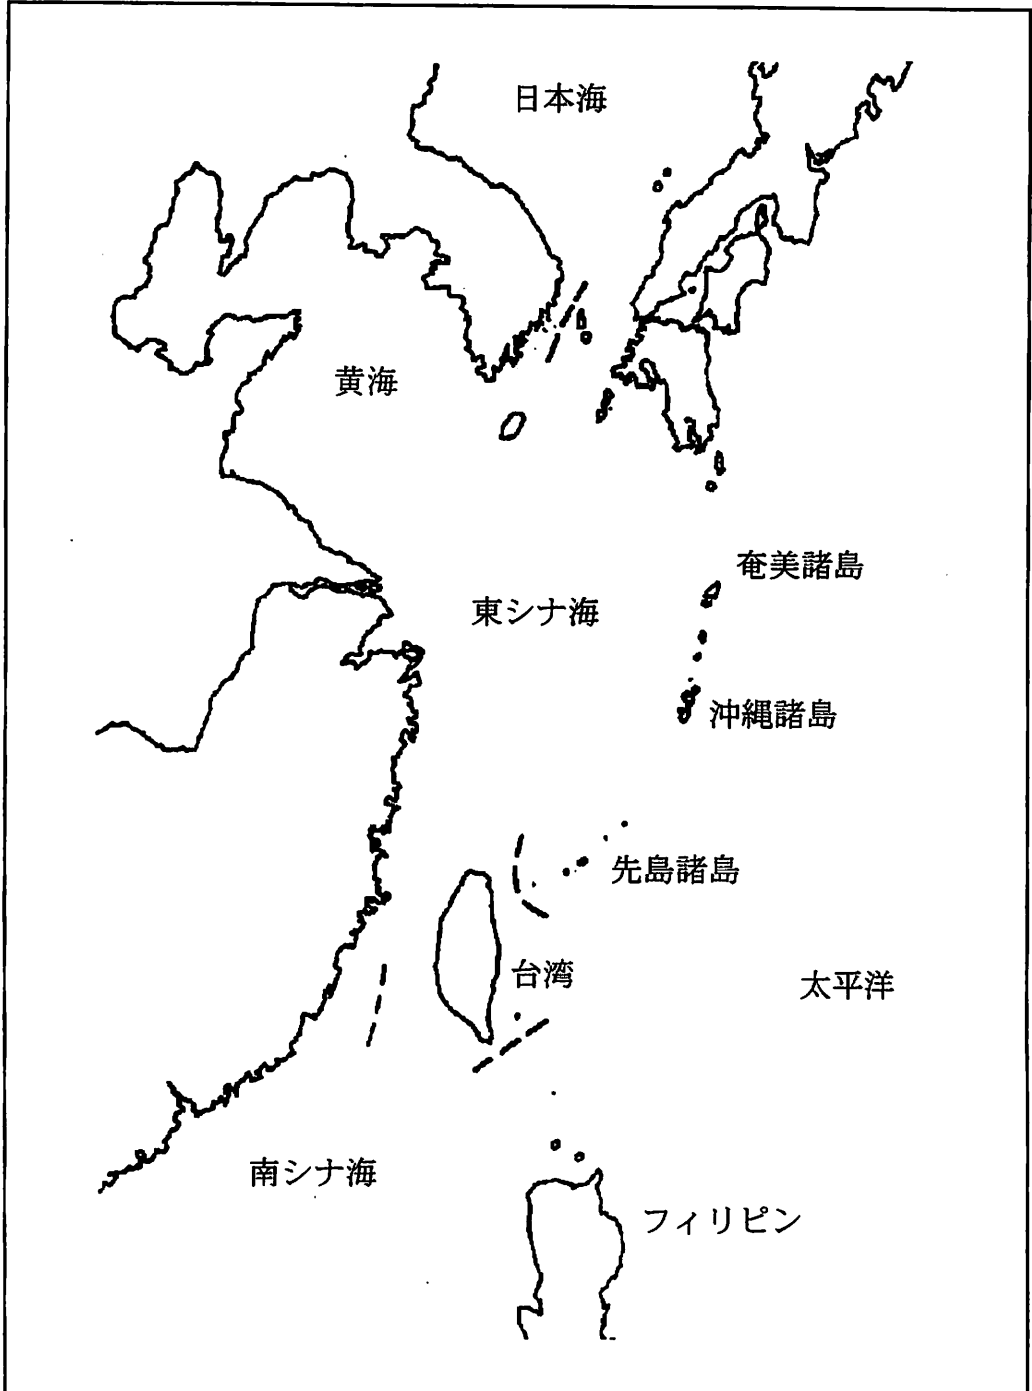 日本海
黄海
奄美諸島
東シナ海
沖縄諸島
先島諸島
台湾
太平洋
南シナ海
フィリピン